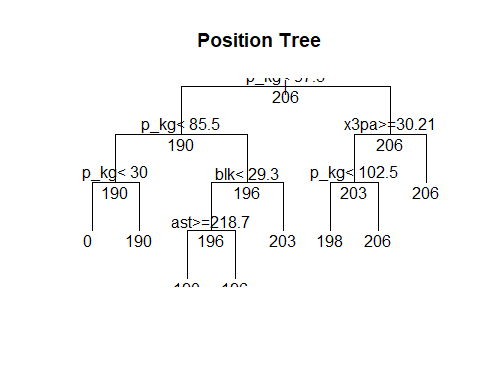 Position Tree
206
p_kg< 85.5 x3pa>=30.21
190 206
p_kg< 30 blk< 29.3 p_kg< 102.5
190 196 203 206
ast>=218.7
0 190 196 203 198 206